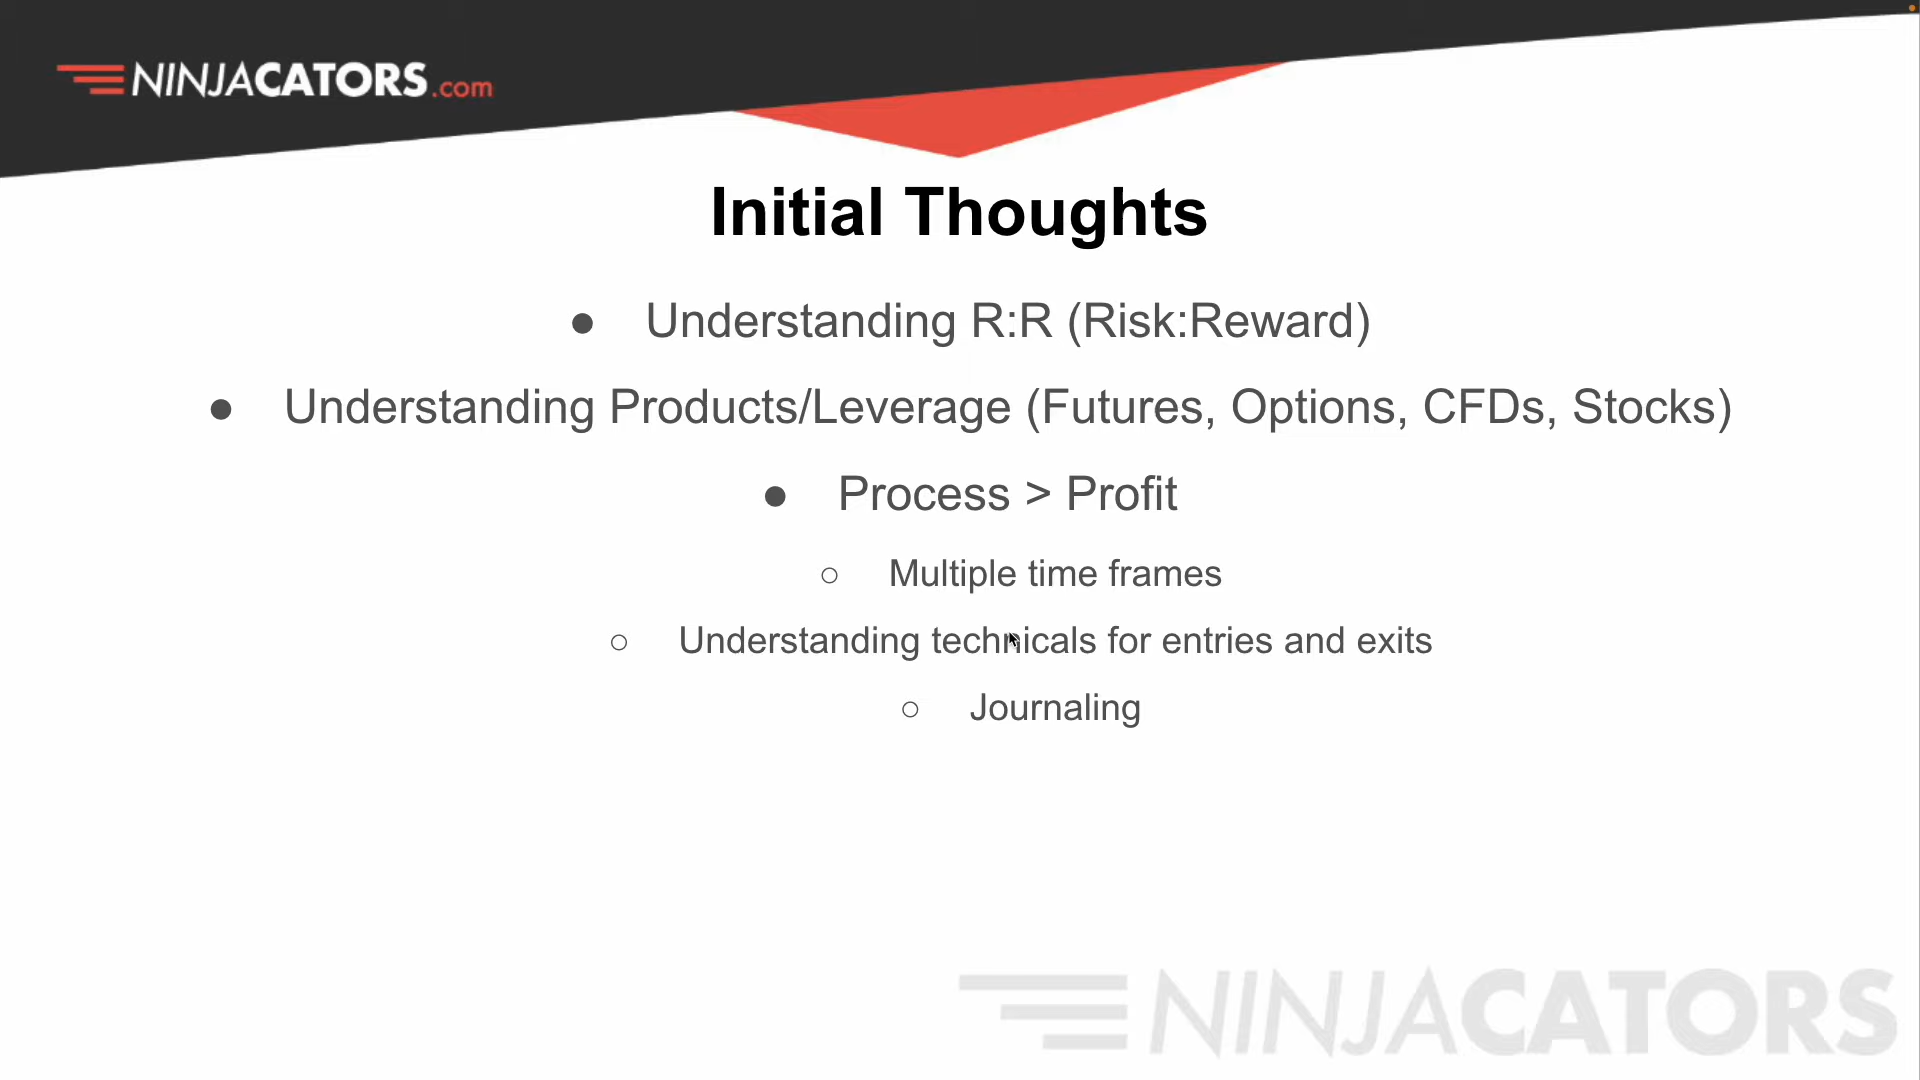 NINJACATORS.com
Initial Thoughts
● Understanding R:R (Risk:Reward)
● Understanding Products/Leverage (Futures, Options, CFDs, Stocks)
● Process > Profit
○ Multiple time frames
○ Understanding technicals for entries and exits
○ Journaling
NINJACATORS